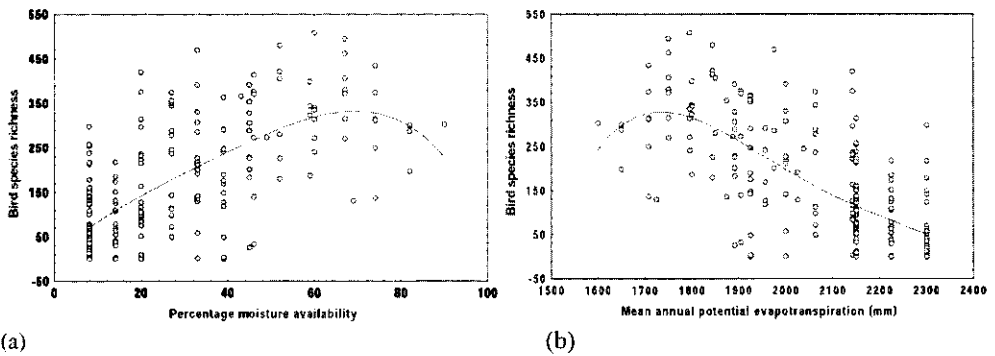 550
450
350
250
150
50
-50
Bird species richness
0 20 40 60 80 100
Percentage moisture availability
(a)
550
450
350
250
150
50
-50
Bird species richness
1500 1600 1700 1800 1900 2000 2100 2200 2300 2400
Mean annual potential evapotranspiration (mm)
(b)